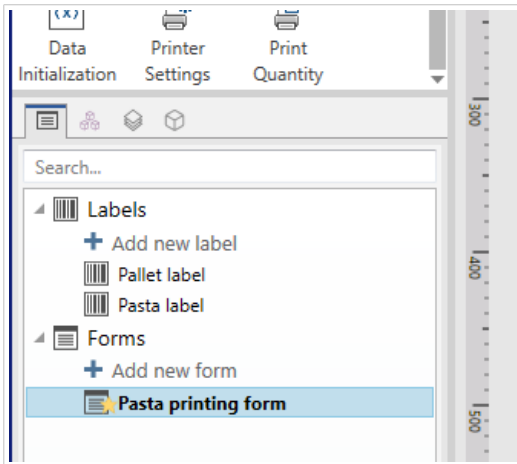 (x)
Data Initialization
Printer Settings
Print Quantity
Search...
Labels
Add new label
Pallet label
Pasta label
Forms
Add new form
Pasta printing form
300
400
500